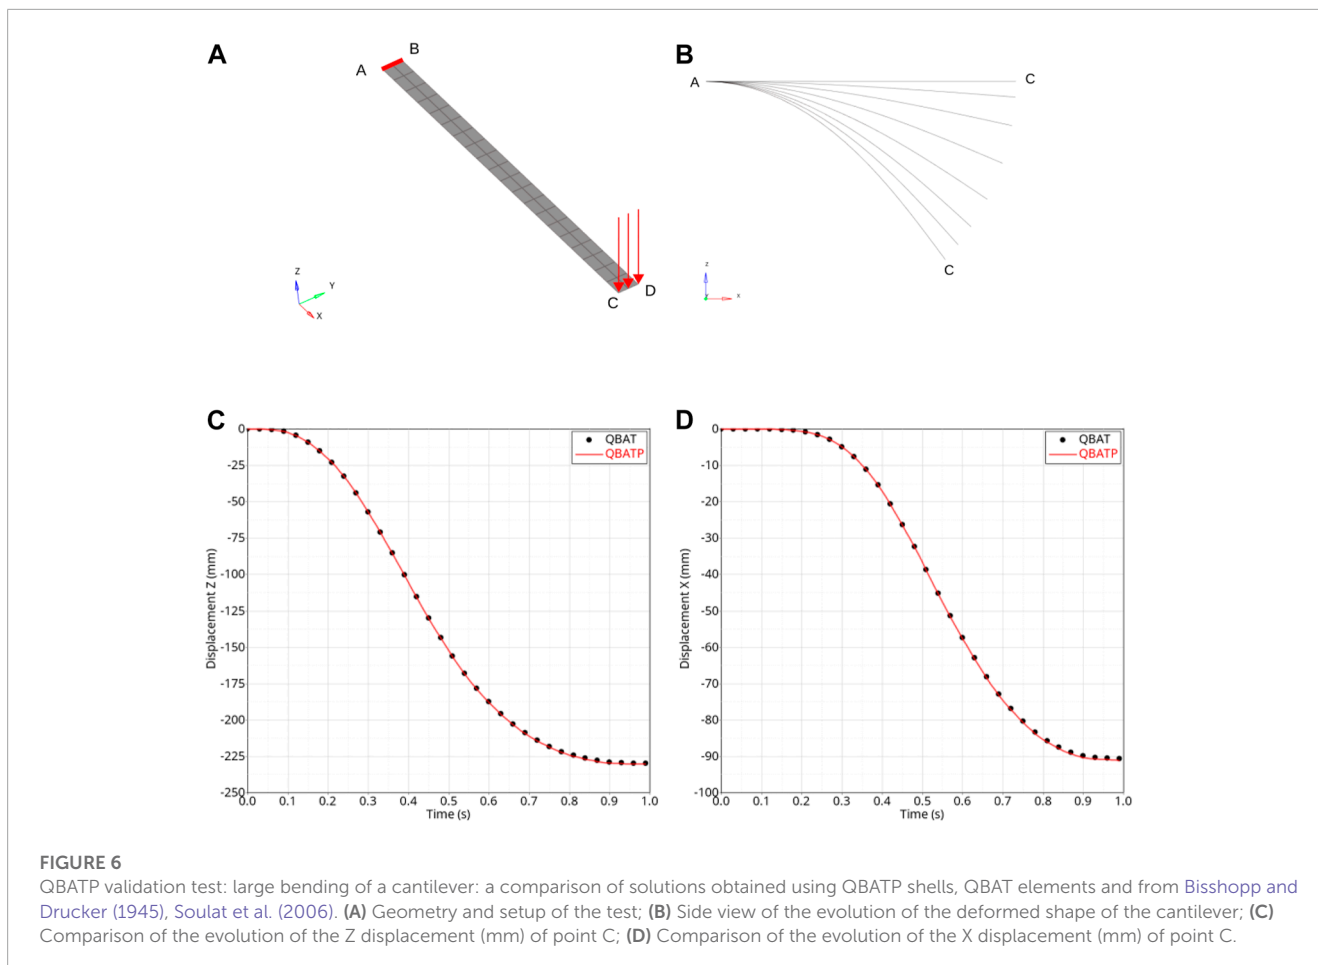 A
B
A
C
D
Z
Y
X
B
A
C
C
z
x
C
0
-25
-50
-75
-100
-125
-150
-175
-200
-225
-250
Displacement Z (mm)
QBAT
QBATP
0.0 0.1 0.2 0.3 0.4 0.5 0.6 0.7 0.8 0.9 1.0
Time (s)
D
0
-10
-20
-30
-40
-50
-60
-70
-80
-90
-100
Displacement X (mm)
QBAT
QBATP
0.0 0.1 0.2 0.3 0.4 0.5 0.6 0.7 0.8 0.9 1.0
Time (s)
FIGURE 6
QBATP validation test: large bending of a cantilever: a comparison of solutions obtained using QBATP shells, QBAT elements and from Bisshopp and
Drucker (1945), Soulat et al. (2006). (A) Geometry and setup of the test; (B) Side view of the evolution of the deformed shape of the cantilever; (C)
Comparison of the evolution of the Z displacement (mm) of point C; (D) Comparison of the evolution of the X displacement (mm) of point C.